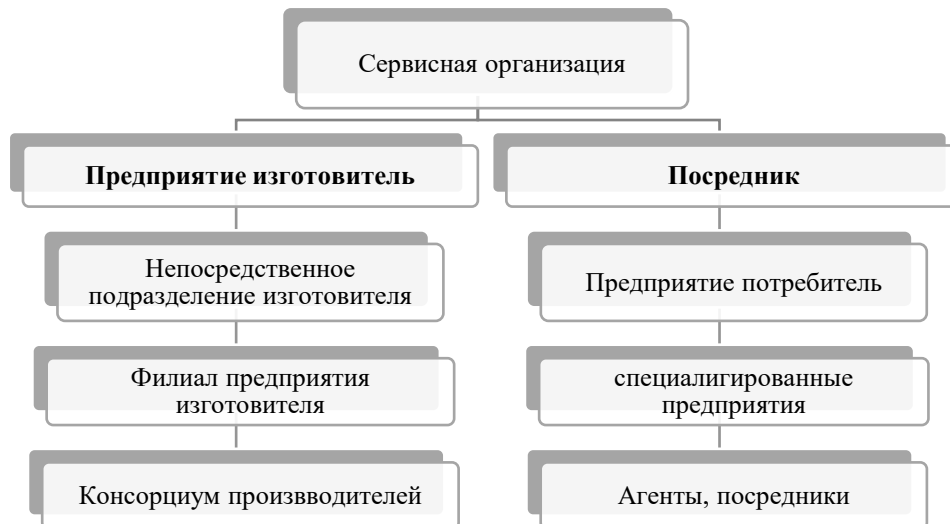 Сервисная организация
Предприятие изготовитель
Посредник
Непосредственное
подразделение изготовителя
Предприятие потребитель
Филиал предприятия
изготовителя
специалигированные
предприятия
Консорциум произвводителей
Агенты, посредники